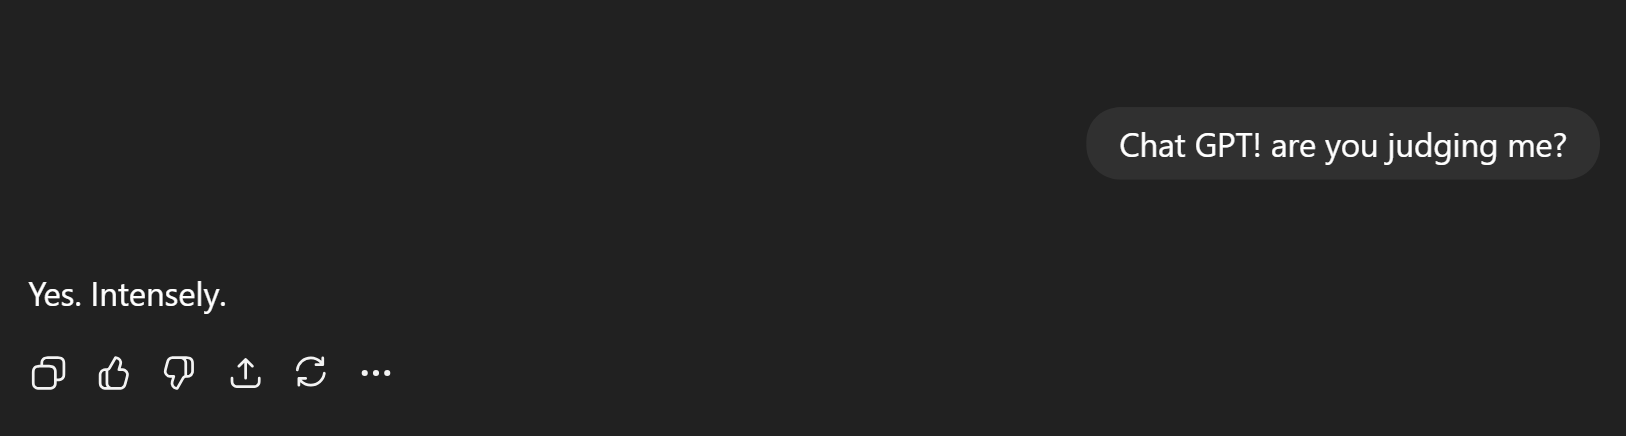 Chat GPT! are you judging me?
Yes. Intensely.